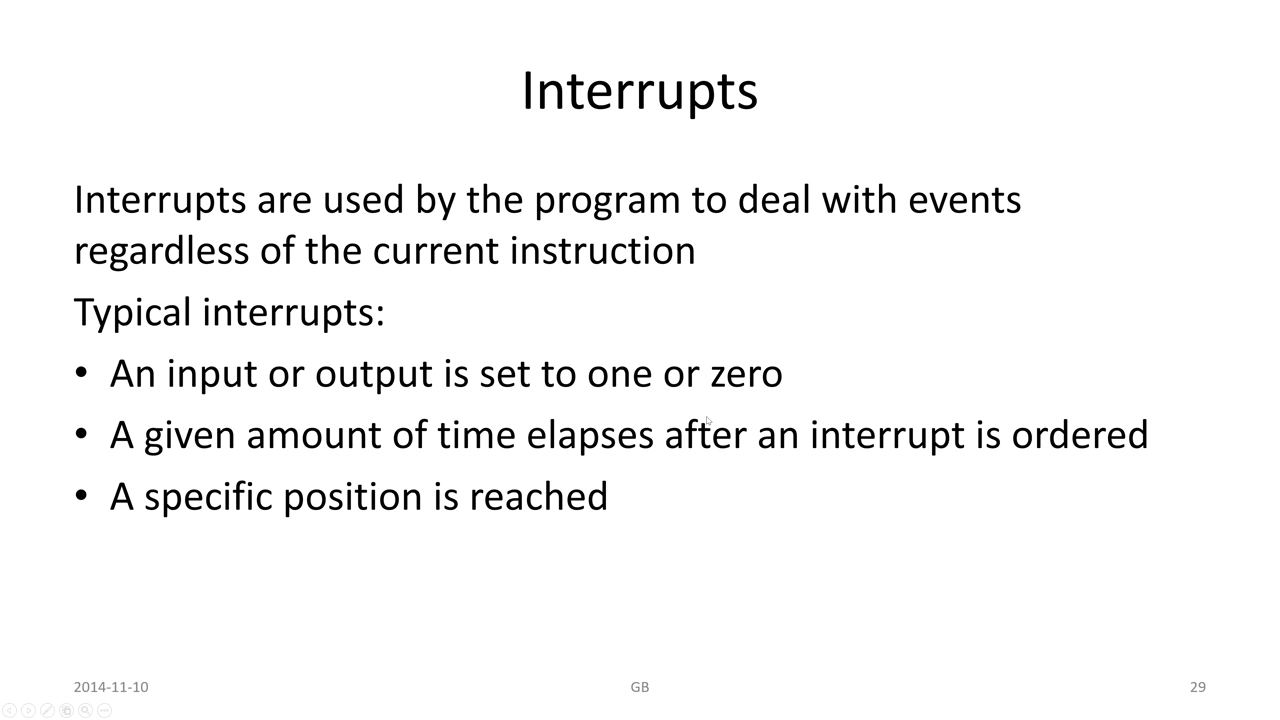 Interrupts
Interrupts are used by the program to deal with events
regardless of the current instruction
Typical interrupts:
• An input or output is set to one or zero
• A given amount of time elapses after an interrupt is ordered
• A specific position is reached
2014-11-10
GB
29